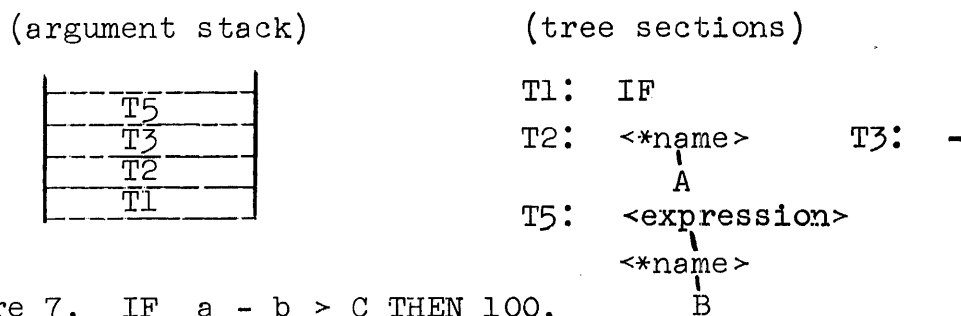 (argument stack) (tree sections)
T1: IF
T5
T3 T2: <*name> T3: -
T2 A
T1 T5: <expression>
<*name>
re 7. IF a - b > C THEN 100. B